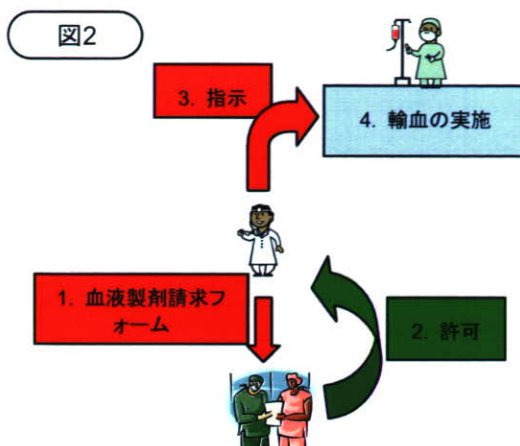 図2
3. 指示
4. 輸血の実施
1. 血液製剤請求フ
ォーム
2. 許可